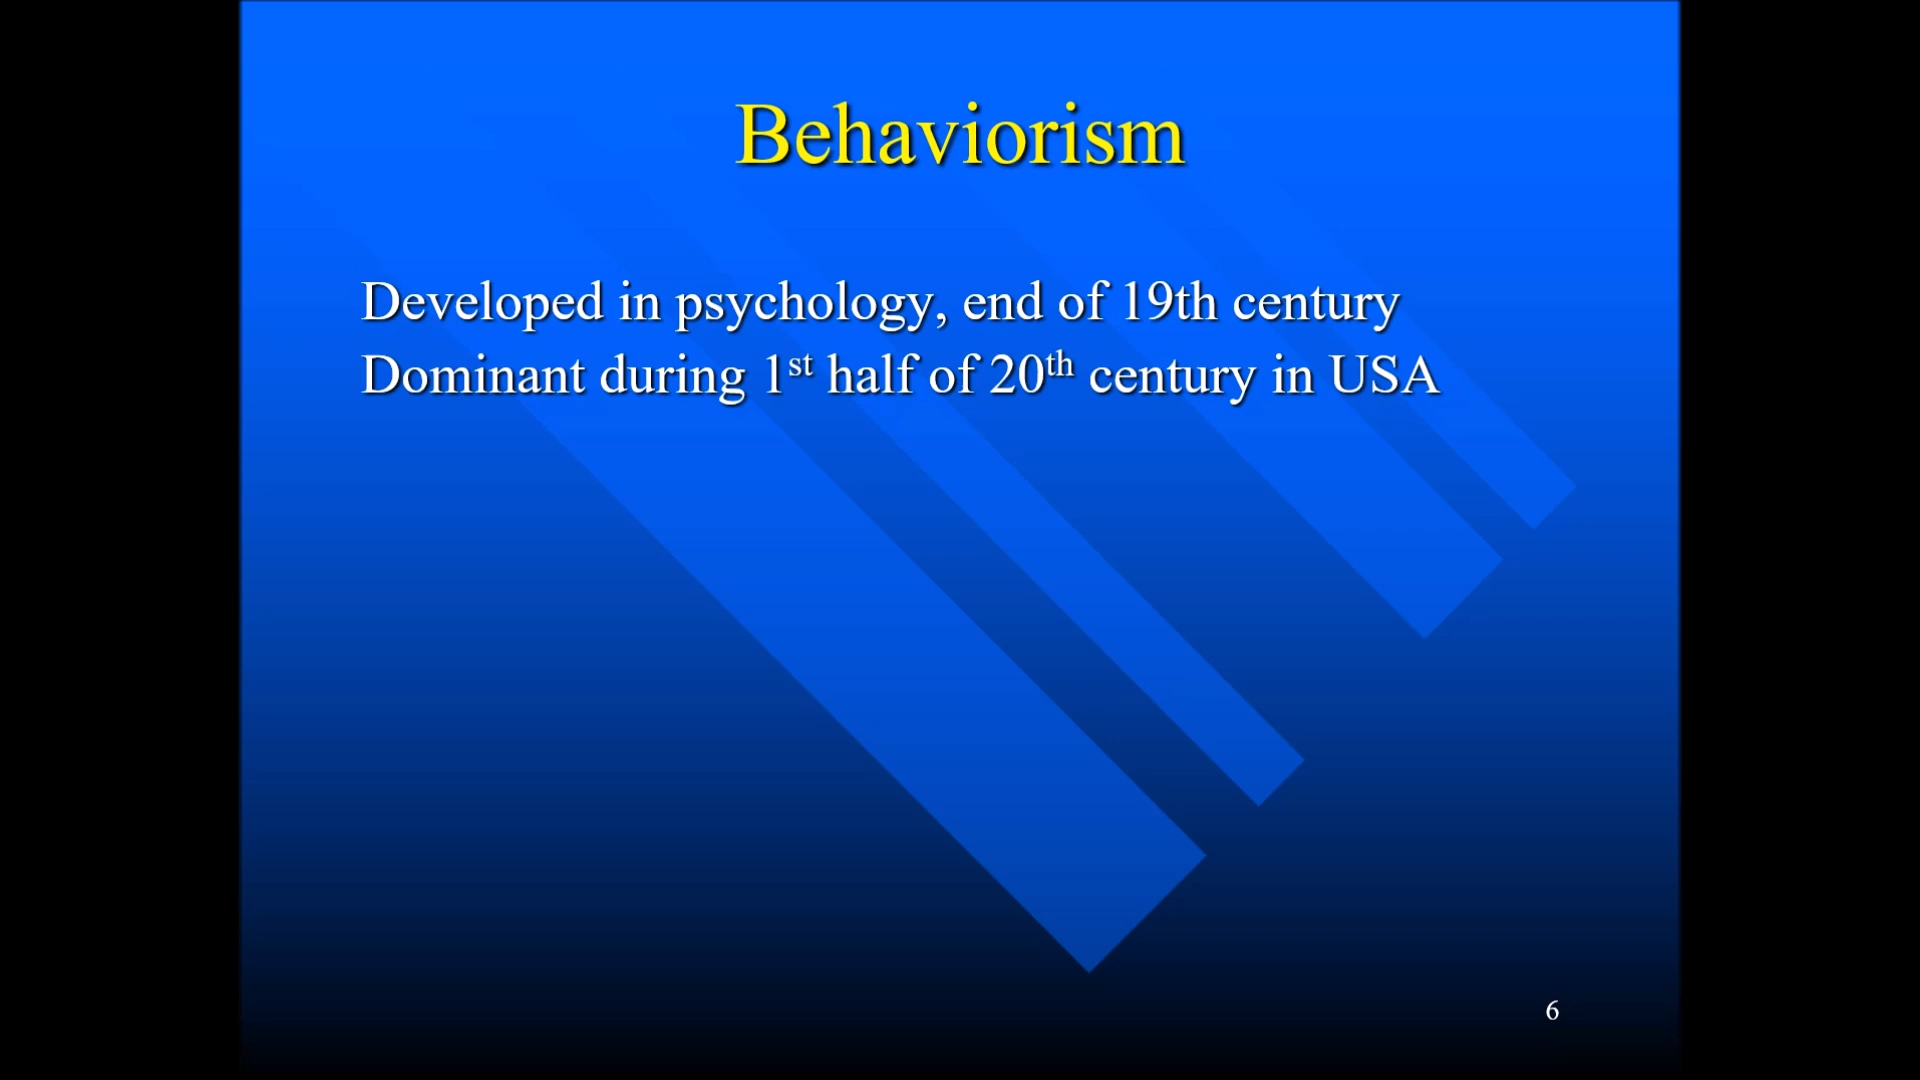 Behaviorism
Developed in psychology, end of 19th century
Dominant during 1st half of 20th century in USA
6